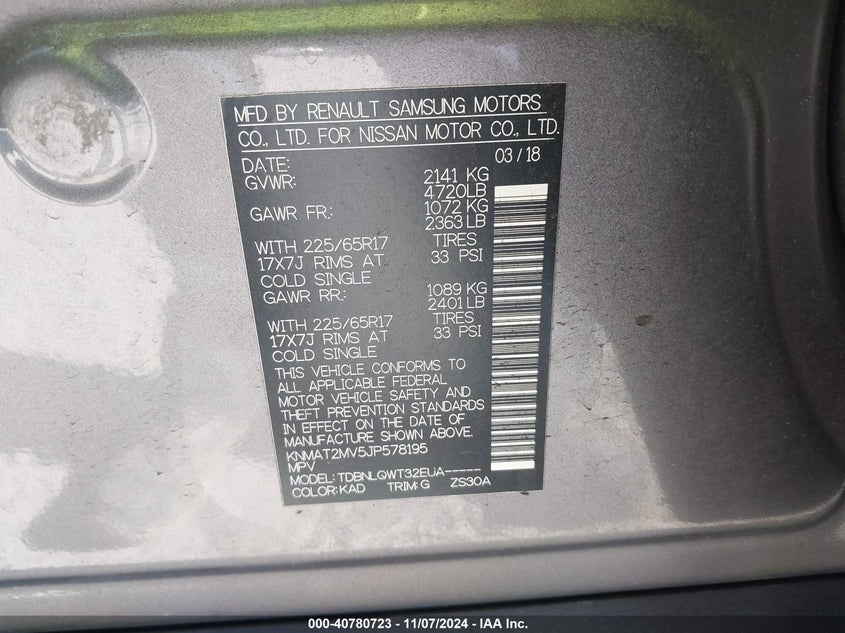 MFD BY RENAULT SAMSUNG MOTORS
CO., LTD. FOR NISSAN MOTOR CO., LTD.
DATE: 03 / 18
GVWR: 2141 KG
4720LB
GAWR FR.: 1072 KG
2363LB
WITH 225/65R17 TIRES
17X7J RIMS AT 33 PSI
COLD SINGLE
GAWR RR.: 1089 KG
2401LB
WITH 225/65R17 TIRES
17X7J RIMS AT 33 PSI
COLD SINGLE
THIS VEHICLE CONFORMS TO
ALL APPLICABLE FEDERAL
MOTOR VEHICLE SAFETY AND
THEFT PREVENTION STANDARDS
IN EFFECT ON THE DATE OF
MANUFACTURE SHOWN ABOVE.
KNMAT2MV5JP578195
MPV
MODEL: TDBNLQWT32EUA-----
COLOR: KAD TRIM: G ZS30A
000-40780723 - 11/07/2024 - IAA Inc.